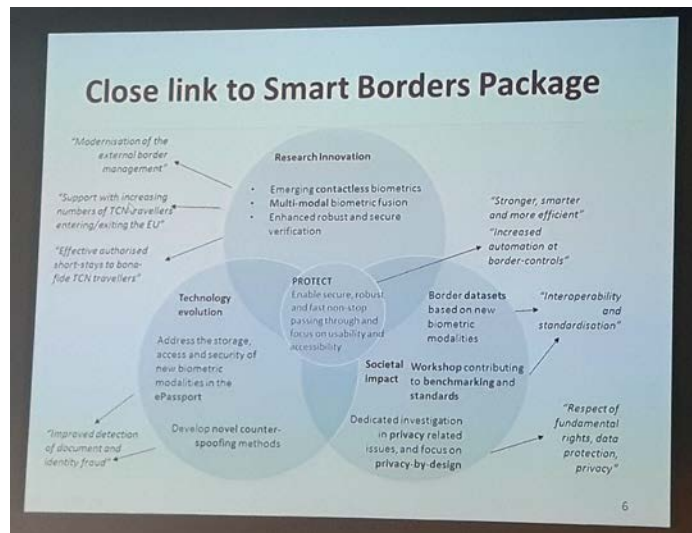 Close link to Smart Borders Package
"Modernisation of the
external border
management"
"Support with increasing
numbers of TCN travellers
entering/exiting the EU"
"Effective authorised
short-stays to bona-
fide TCN travellers"
Research Innovation
• Emerging contactless biometrics
• Multi-modal biometric fusion
• Enhanced robust and secure
verification
"Stronger, smarter
and more efficient"
"Increased
automation at
border-controls"
PROTECT
Enable secure, robust
and fast non-stop
passing through and
focus on usability and
accessibility
Technology
evolution
Address the storage,
access and security of
new biometric
modalities in the
ePassport
Develop novel counter-
spoofing methods
"Improved detection
of document and
identity fraud"
Border datasets
based on new
biometric
modalities
"Interoperability
and
standardisation"
Societal
Impact
Workshop contributing
to benchmarking and
standards
Dedicated investigation
in privacy related
issues, and focus on
privacy-by-design
"Respect of
fundamental
rights, data
protection,
privacy"
6